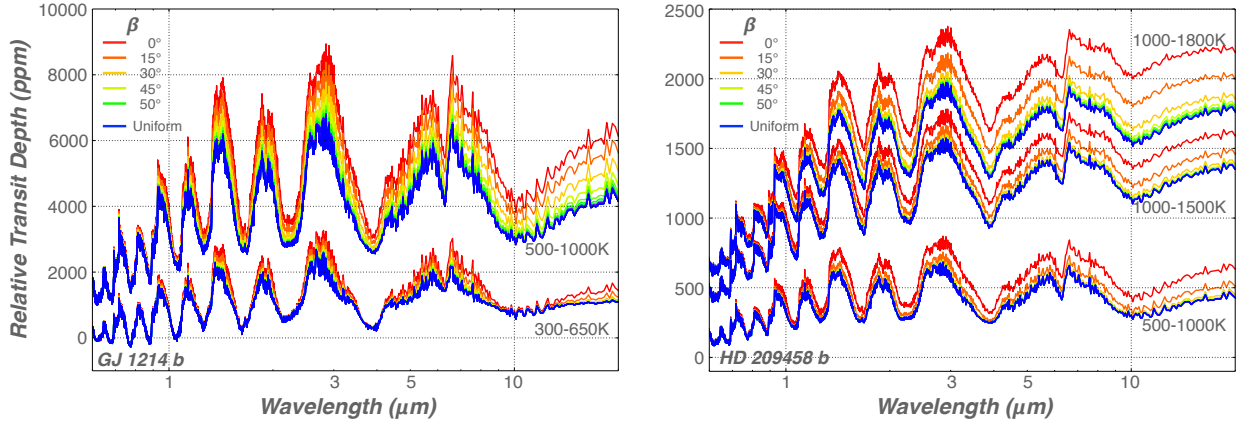 Relative Transit Depth (ppm)
10000
8000
6000
4000
2000
0
β
0°
15°
30°
45°
50°
Uniform
500-1000K
300-650K
GJ 1214 b
1
3
5
10
Wavelength (μm)
2500
2000
1500
1000
500
0
β
0°
15°
30°
45°
50°
Uniform
1000-1800K
1000-1500K
500-1000K
HD 209458 b
1
3
5
10
Wavelength (μm)